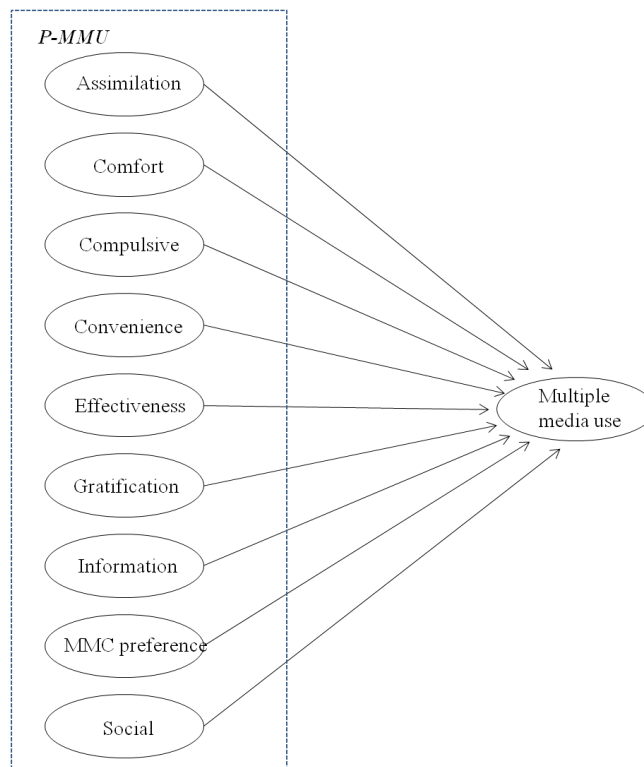 P-MMU
Assimilation
Comfort
Compulsive
Convenience
Effectiveness
Gratification
Information
MMC preference
Social
Multiple
media use